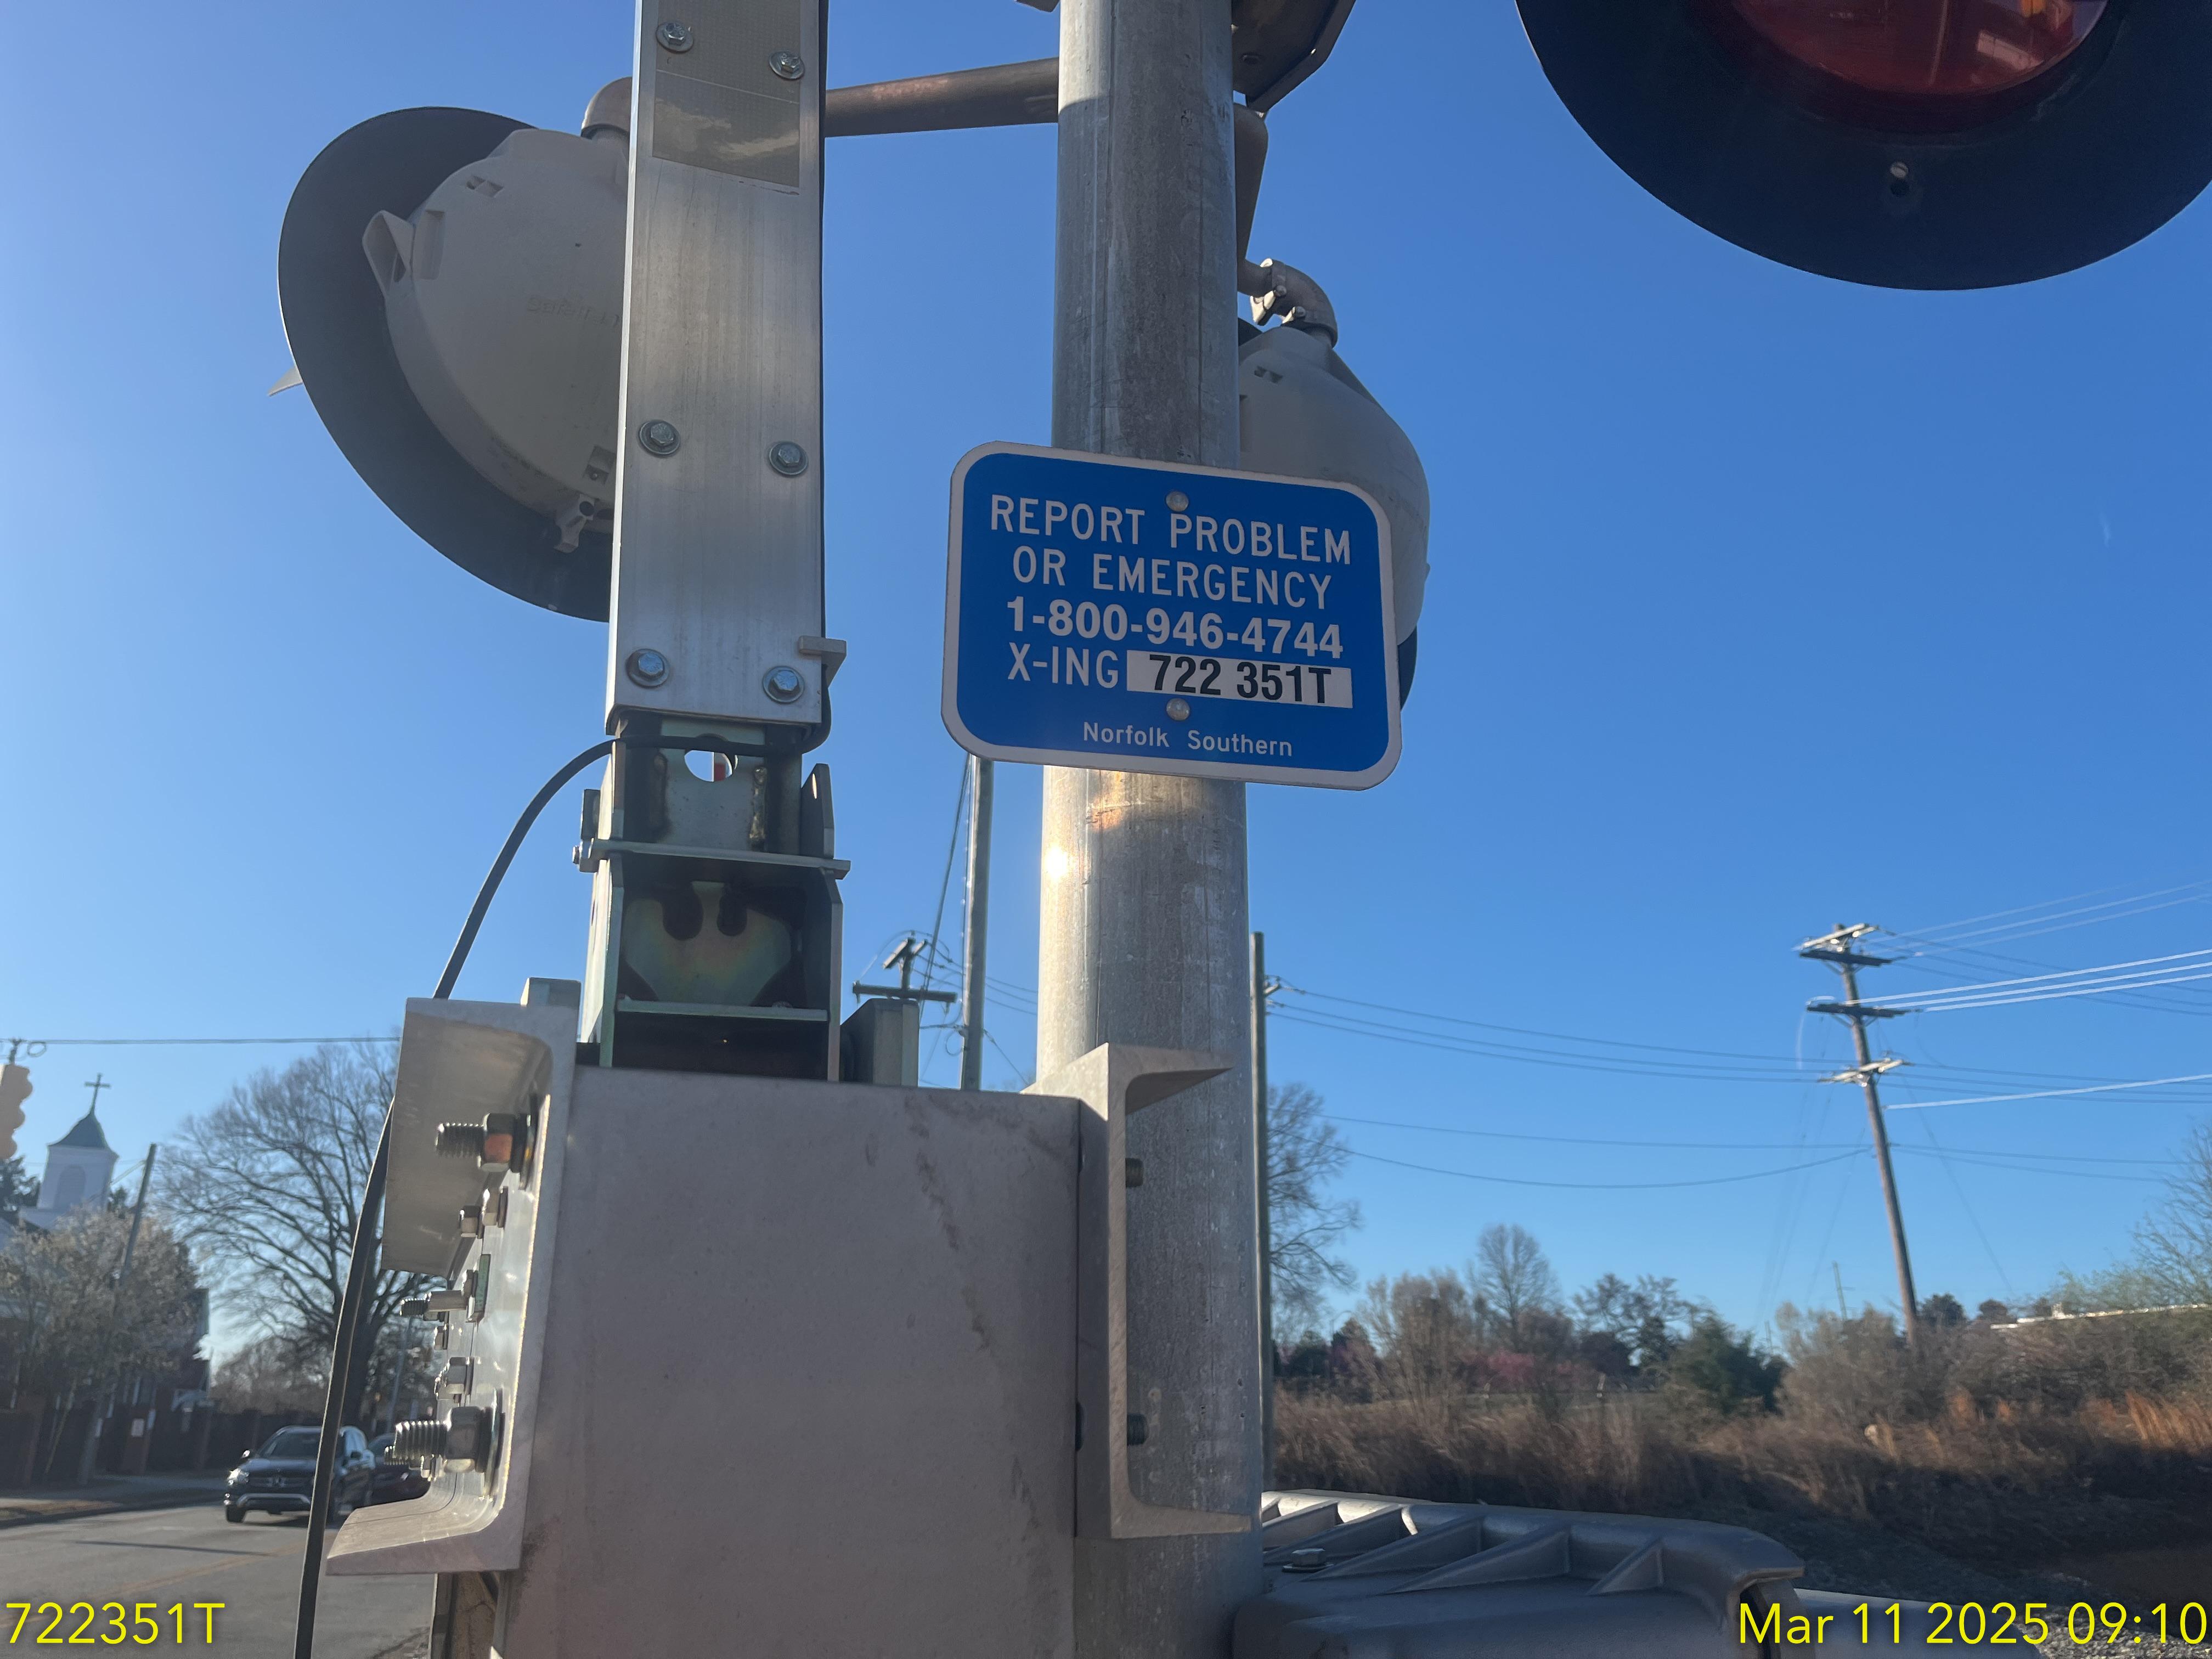 REPORT PROBLEM
OR EMERGENCY
1-800-946-4744
X-ING 722 351T
Norfolk Southern
722351T
Mar 11 2025 09:10